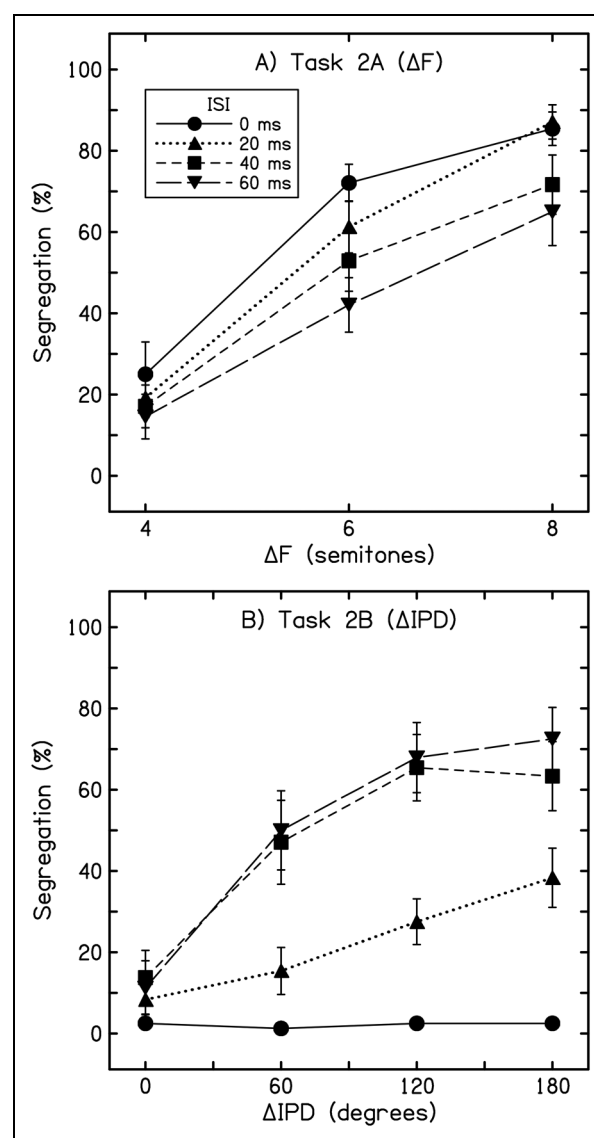 A) Task 2A (ΔF)
ISI
0 ms
20 ms
40 ms
60 ms
Segregation (%)
100
80
60
40
20
0
4 6 8
ΔF (semitones)
B) Task 2B (ΔIPD)
Segregation (%)
100
80
60
40
20
0
0 60 120 180
ΔIPD (degrees)